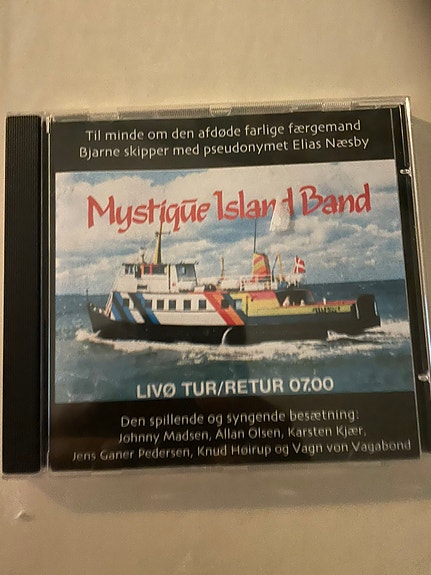 Til minde om den afdøde farlige færgemand
Bjarne skipper med pseudonymet Elias Næsby
Mystiqūe Island Band
LIVØ TUR/RETUR 07.00
Den spillende og syngende besætning:
Johnny Madsen, Allan Olsen, Karsten Kjær,
Jens Ganer Pedersen, Knud Høirup og Vagn von Vagabond